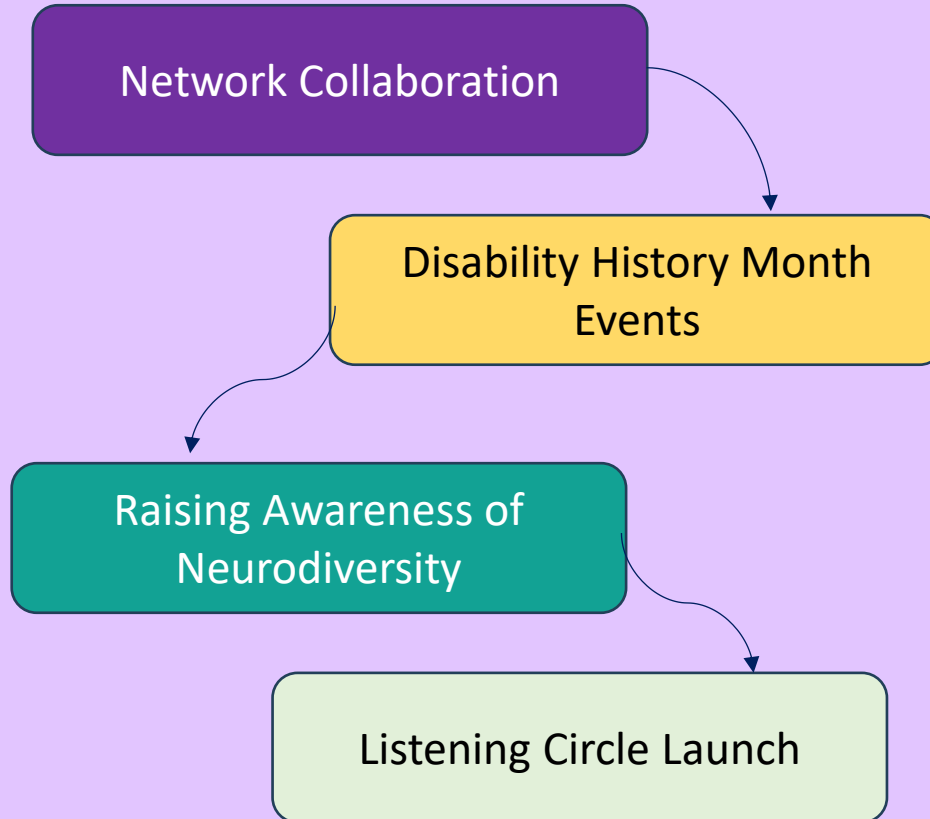 Network Collaboration
Disability History Month
Events
Raising Awareness of
Neurodiversity
Listening Circle Launch